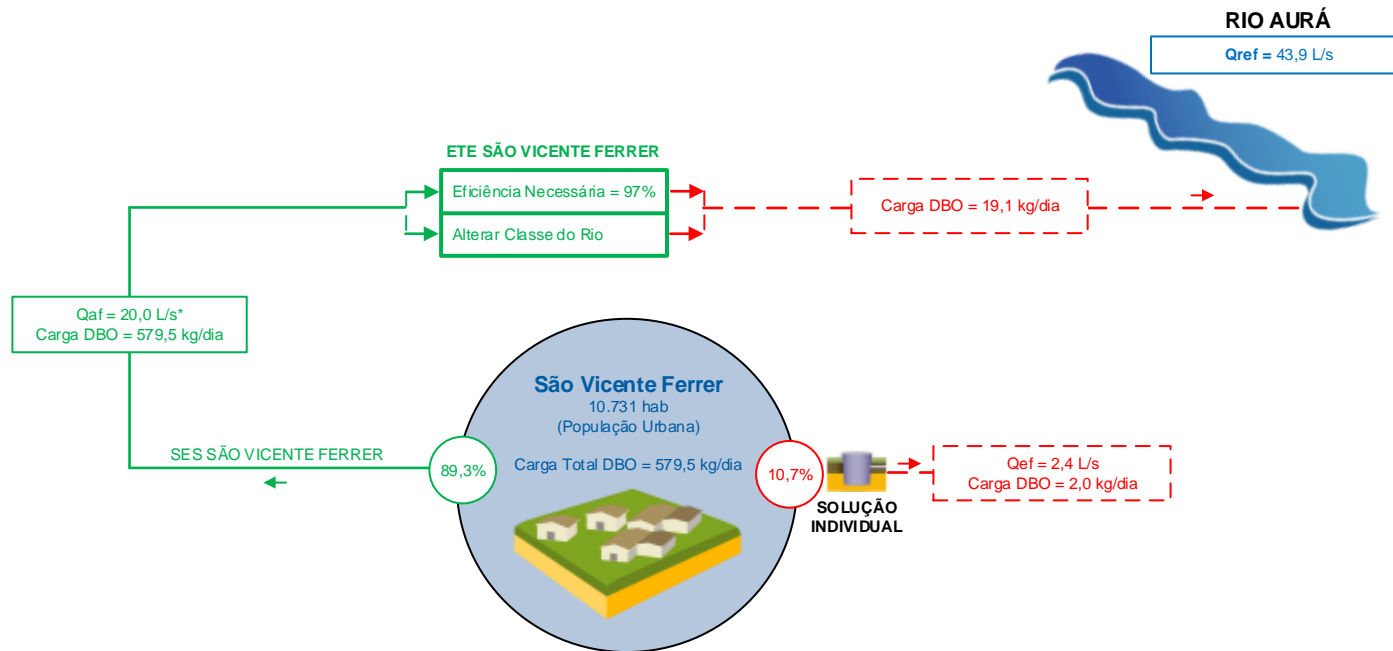 RIO AURÁ
Qref = 43,9 L/s
ETE SÃO VICENTE FERRER
Eficiência Necessária = 97%
Alterar Classe do Rio
Carga DBO = 19,1 kg/dia
Qaf = 20,0 L/s*
Carga DBO = 579,5 kg/dia
SES SÃO VICENTE FERRER
89,3%
São Vicente Ferrer
10.731 hab
(População Urbana)
Carga Total DBO = 579,5 kg/dia
10,7%
SOLUÇÃO
INDIVIDUAL
Qef = 2,4 L/s
Carga DBO = 2,0 kg/dia